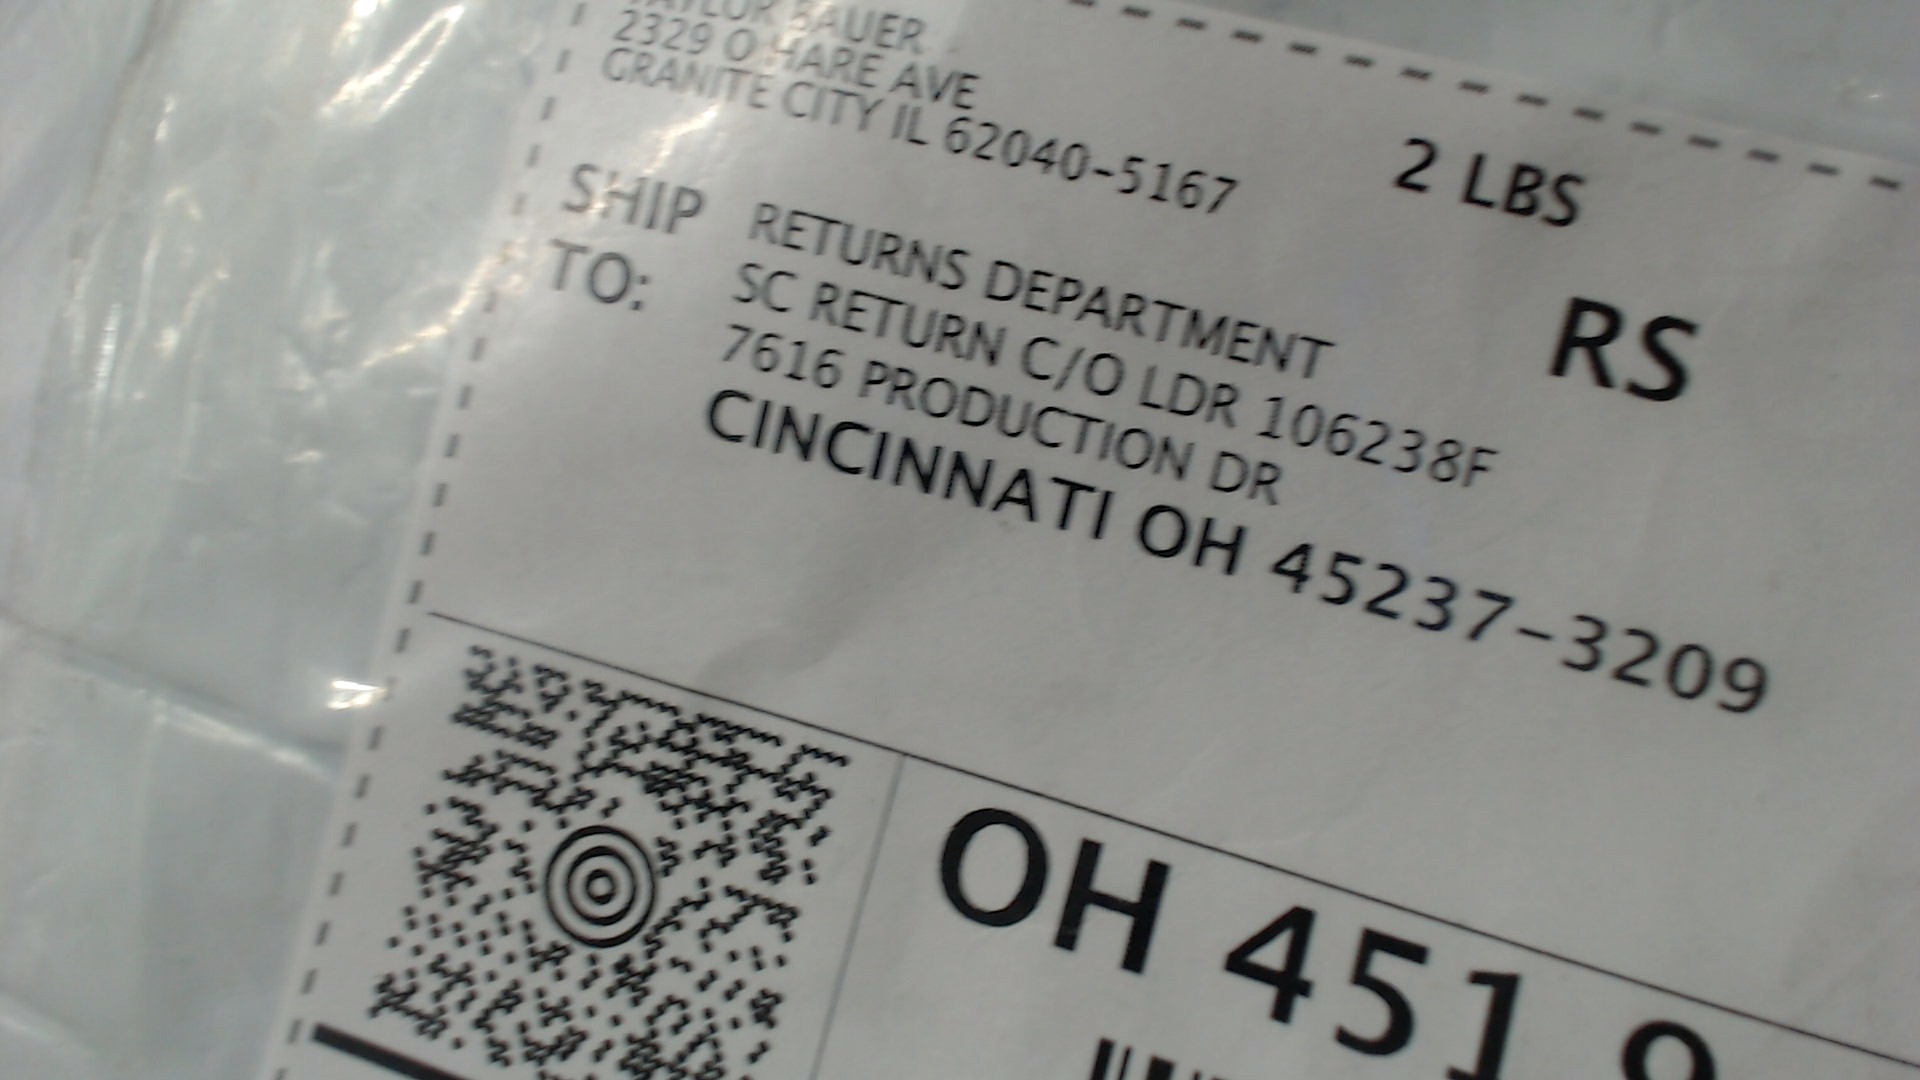 TAYLOR BAUER
2329 O HARE AVE
GRANITE CITY IL 62040-5167
2 LBS
RS
SHIP
TO:
RETURNS DEPARTMENT
SC RETURN C/O LDR 106238F
7616 PRODUCTION DR
CINCINNATI OH 45237-3209
OH 451 9